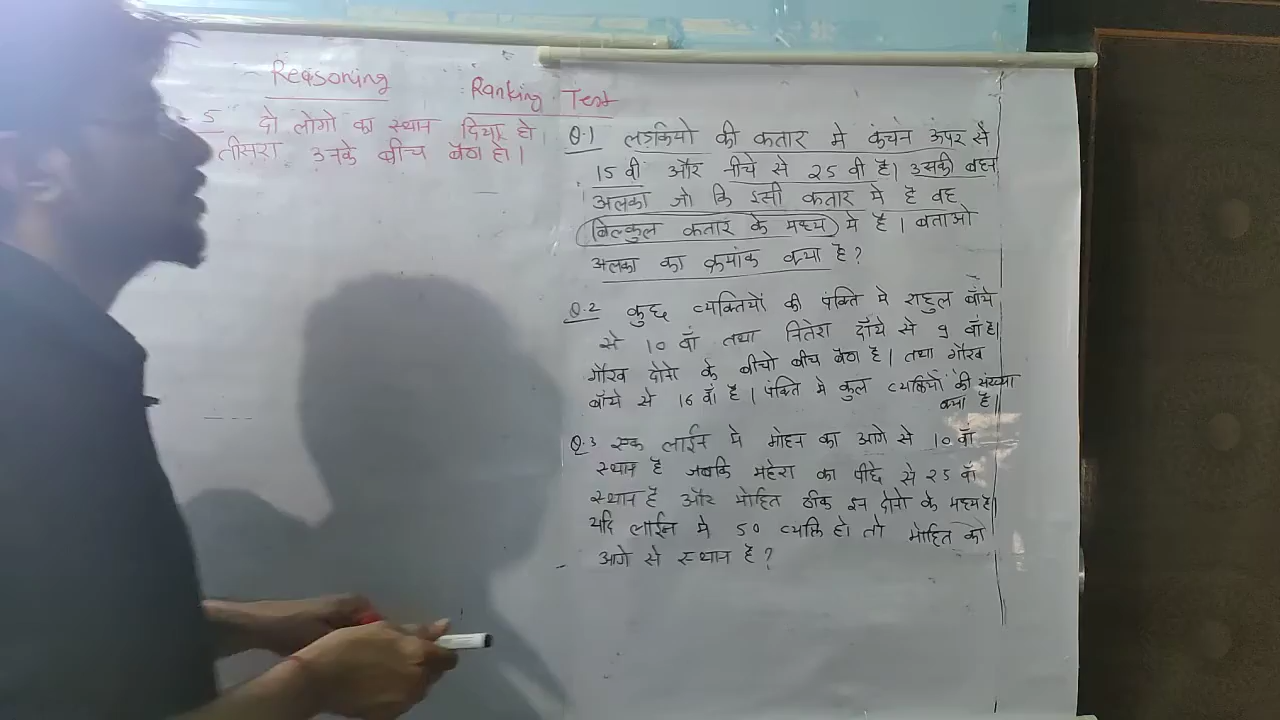 Reasoning Ranking Test
5 दो लोगो का स्थान दिया हो।
तीसरा उनके बीच बैठा हो।
Q.1 लड़कियो की कतार मे कंचन ऊपर से
15 वी और नीचे से 25 वी है। उसकी बहन
अलका जो कि इसी कतार मे है वह
बिल्कुल कतार के मध्य मे है। बताओ
अलका का क्रमांक क्या है?
Q.2 कुछ व्यक्तियों की पंक्ति मे राहुल बाँये
से 10 वाँ तथा जितेश दाँये से 9 वाँ है।
गौरव दोनो के बीचो बीच बैठा है। तथा गौरव
बाँये से 16 वाँ है। पंक्ति मे कुल व्यक्तियों की संख्या
क्या है।
Q.3 एक लाईन मे मोहन का आगे से 10 वाँ
स्थान है जबकि महेश का पीछे से 25 वाँ
स्थान है और मोहित ठीक इन दोनो के मध्य है।
यदि लाईन मे 50 व्यक्ति हो तो मोहित का
आगे से स्थान है?